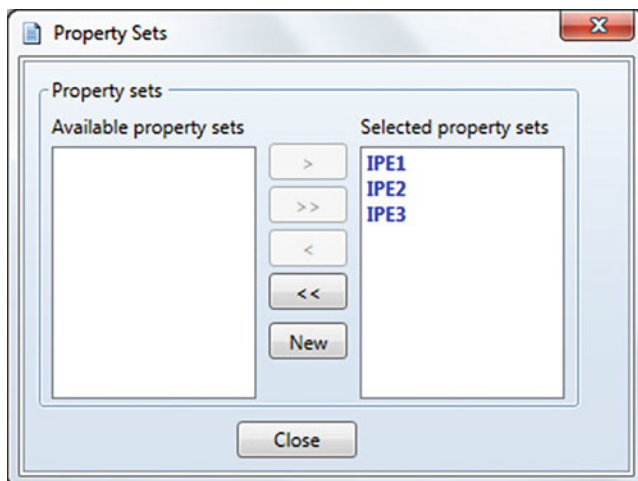 Property Sets
Property sets
Available property sets
Selected property sets
>
>>
<
<<
New
IPE1
IPE2
IPE3
Close